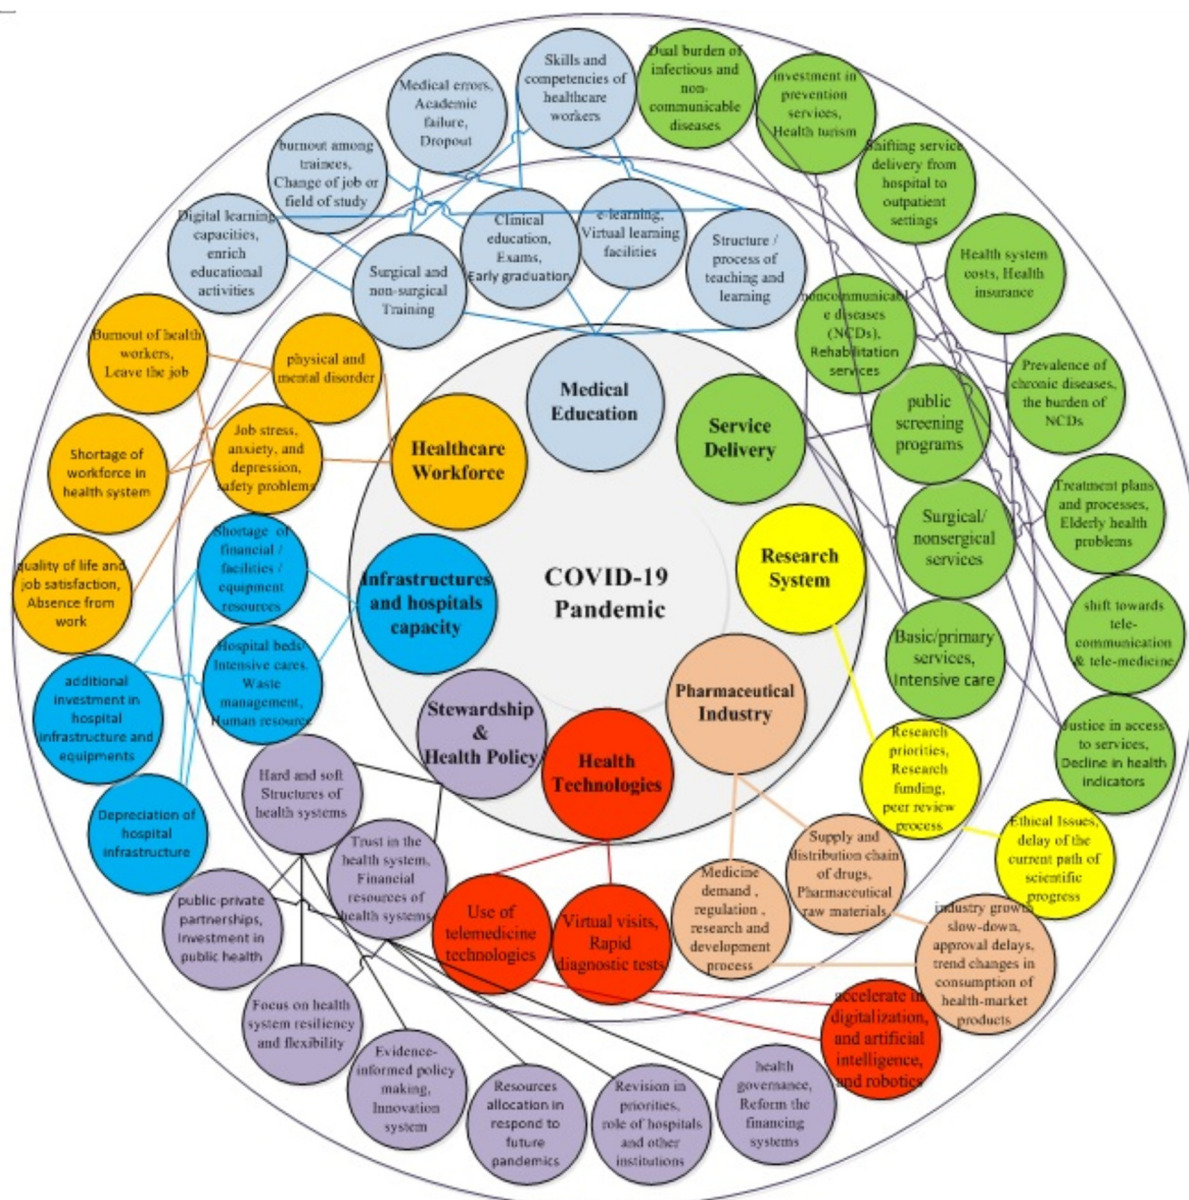 Skills and
competencies of
healthcare
workers
Dual burden of
infectious and
non-
communicable
diseases
investment in
prevention
services,
Health turism
Shifting service
delivery from
hospital to
outpatient
settings
Health system
costs, Health
insurance
Prevalence of
chronic diseases,
the burden of
NCDs
Treatment plans
and processes,
Elderly health
problems
shift towards
tele-
communication
& tele-medicine
Justice in access
to services,
Decline in health
indicators
Medical errors,
Academic
failure,
Dropout
burnout among
trainees,
Change of job or
field of study
Digital learning
capacities,
enrich
educational
activities
Surgical and
non-surgical
Training
Clinical
education,
Exams,
Early graduation
e-learning,
Virtual learning
facilities
Structure /
process of
teaching and
learning
noncommunicabl
e diseases
(NCDs),
Rehabilitation
services
public
screening
programs
Surgical/
nonsergical
services
Basic/primary
services,
Intensive care
Burnout of health
workers,
Leave the job
physical and
mental disorder
Shortage of
workforce in
health system
Job stress,
anxiety, and
depression,
safety problems
quality of life and
job satisfaction,
Absence from
work
Shortage of
financial /
facilities /
equipment
resources
Hospital beds/
Intensive cares,
Waste
management,
Human resource
additional
investment in
hospital
infrastructure and
equipments
Depreciation of
hospital
infrastructure
Medical
Education
Service
Delivery
Healthcare
Workforce
Research
System
Infrastructures
and hospitals
capacity
COVID-19
Pandemic
Pharmaceutical
Industry
Stewardship
&
Health Policy
Health
Technologies
Hard and soft
Structures of
health systems
Trust in the
health system,
Financial
resources of
health systems
public-private
partnerships,
Investment in
public health
Focus on health
system resiliency
and flexibility
Evidence-
informed policy
making,
Innovation
system
Resources
allocation in
respond to
future
pandemics
Revision in
priorities,
role of hospitals
and other
institutions
health
governance,
Reform the
financing
systems
Use of
telemedicine
technologies
Virtual visits,
Rapid
diagnostic tests
accelerate in
digitalization,
and artificial
intelligence,
and robotics
Medicine
demand ,
regulation ,
research and
development
process
Supply and
distribution chain
of drugs,
Pharmaceutical
raw materials,
industry growth
slow-down,
approval delays,
trend changes in
consumption of
health-market
products
Research
priorities,
Research
funding,
peer review
process
Ethical Issues,
delay of the
current path of
scientific
progress